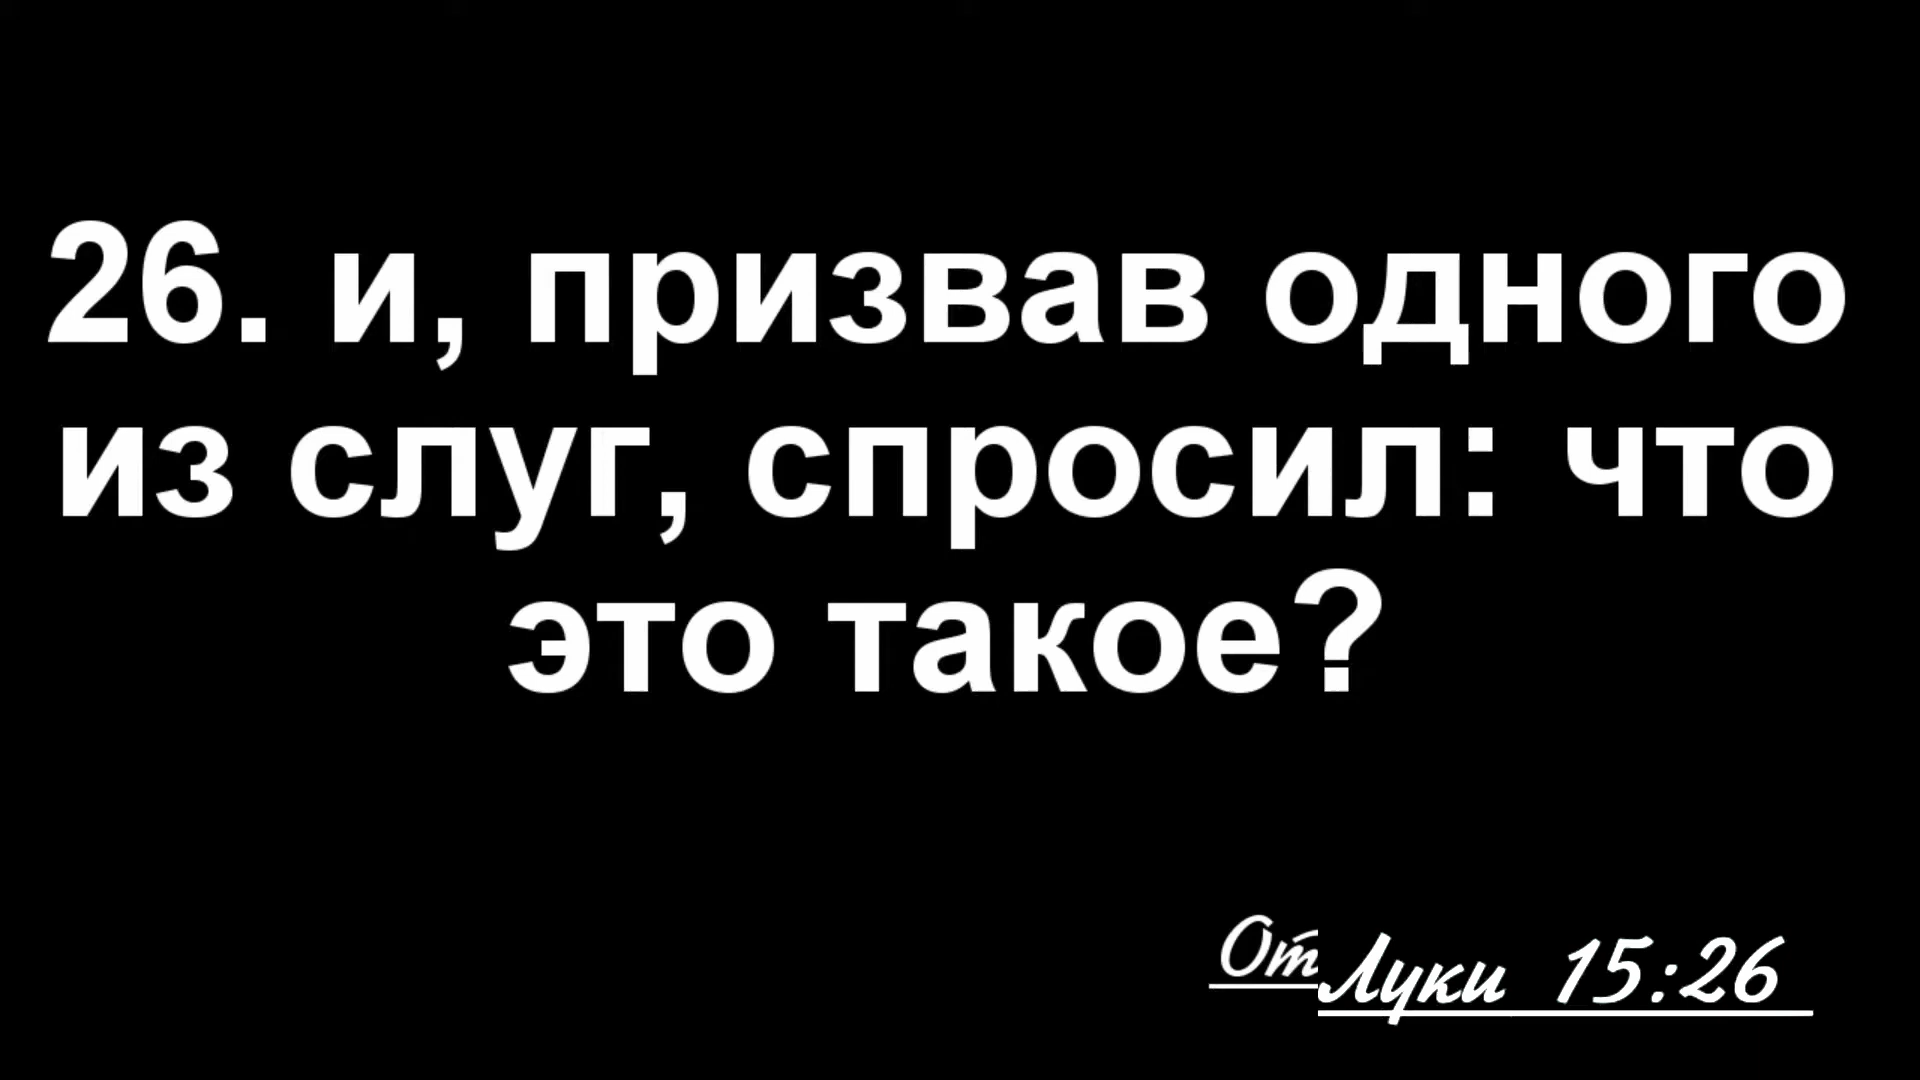 26. и, призвав одного
из слуг, спросил: что
это такое?
От Луки 15:26